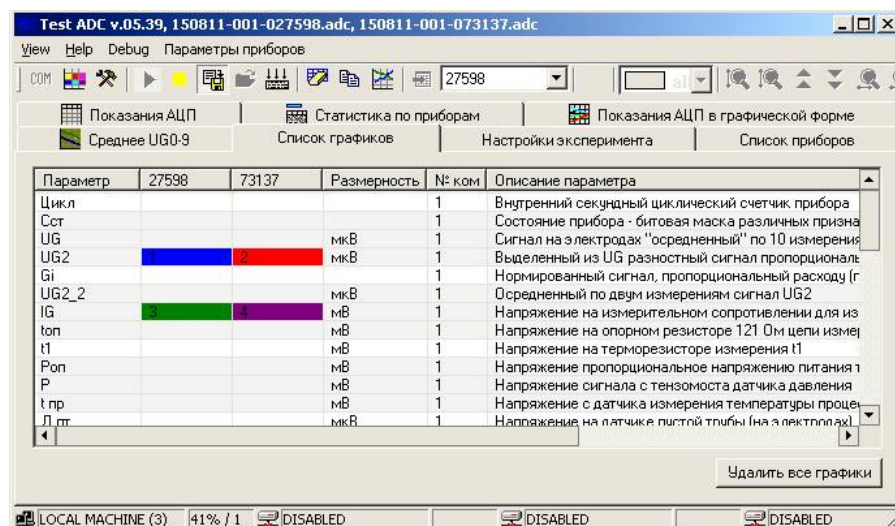 Test ADC v.05.39, 150811-001-027598.adc, 150811-001-073137.adc
View Help Debug Параметры приборов
COM 27598 all
Показания АЦП Статистика по приборам Показания АЦП в графической форме
Среднее UG0-9 Список графиков Настройки эксперимента Список приборов
Параметр 27598 73137 Размерность № ком Описание параметра
Цикл 1 Внутренний секундный циклический счетчик прибора
Сст 1 Состояние прибора - битовая маска различных призна
UG мкВ 1 Сигнал на электродах "осредненный" по 10 измерения
UG2 1 2 мкВ 1 Выделенный из UG разностный сигнал пропорциональ
Gi 1 Нормированный сигнал, пропорциональный расходу (г
UG2_2 мкВ 1 Осредненный по двум измерениям сигнал UG2
IG 3 4 мВ 1 Напряжение на измерительном сопротивлении для из
tоп мВ 1 Напряжение на опорном резисторе 121 Ом цепи измер
t1 мВ 1 Напряжение на терморезисторе измерения t1
Pоп мВ 1 Напряжение пропорциональное напряжению питания т
P мВ 1 Напряжение сигнала с тензомоста датчика давления
t пр мВ 1 Напряжение с датчика измерения температуры процес
Д пт мкВ 1 Напряжение на датчике пустой трубы (на электродах)
Удалить все графики
LOCAL MACHINE (3) 41% / 1 DISABLED DISABLED DISABLED